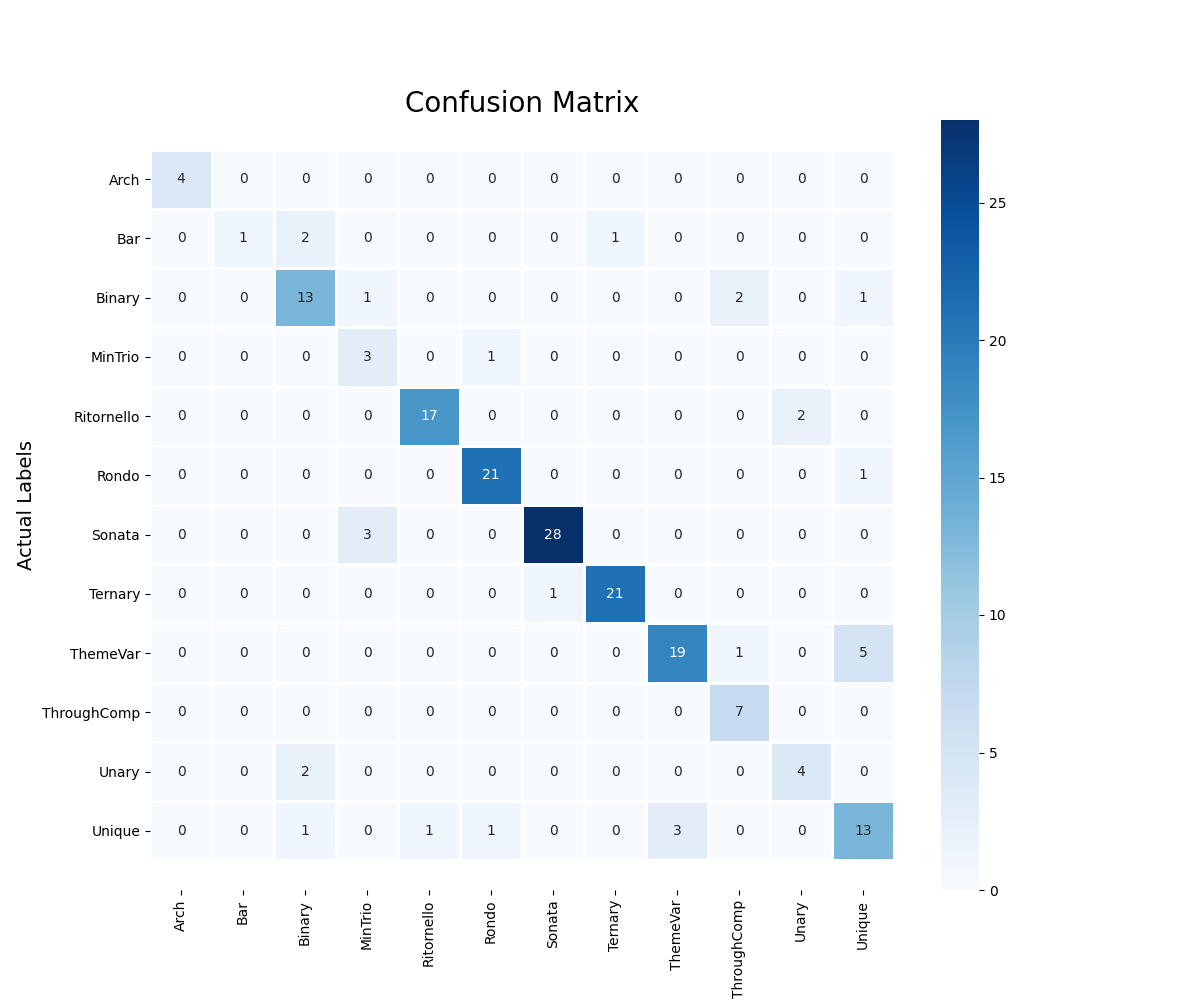 Confusion Matrix
Actual Labels
Arch 4 0 0 0 0 0 0 0 0 0 0 0
Bar 0 1 2 0 0 0 0 1 0 0 0 0
Binary 0 0 13 1 0 0 0 0 0 2 0 1
MinTrio 0 0 0 3 0 1 0 0 0 0 0 0
Ritornello 0 0 0 0 17 0 0 0 0 0 2 0
Rondo 0 0 0 0 0 21 0 0 0 0 0 1
Sonata 0 0 0 3 0 0 28 0 0 0 0 0
Ternary 0 0 0 0 0 0 1 21 0 0 0 0
ThemeVar 0 0 0 0 0 0 0 0 19 1 0 5
ThroughComp 0 0 0 0 0 0 0 0 0 7 0 0
Unary 0 0 2 0 0 0 0 0 0 0 4 0
Unique 0 0 1 0 1 1 0 0 3 0 0 13
Arch Bar Binary MinTrio Ritornello Rondo Sonata Ternary ThemeVar ThroughComp Unary Unique
25
20
15
10
5
0